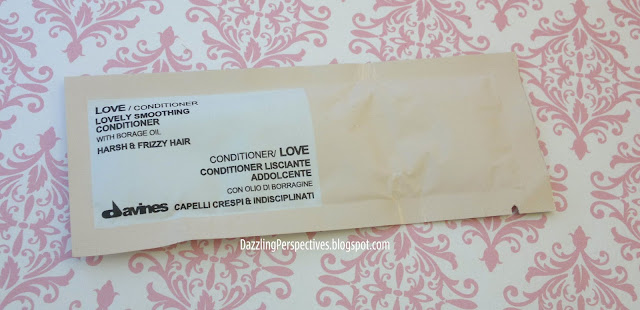 LOVE / CONDITIONER
LOVELY SMOOTHING
CONDITIONER
WITH BORAGE OIL
HARSH & FRIZZY HAIR
CONDITIONER/ LOVE
CONDITIONER LISCIANTE
ADDOLCENTE
CON OLIO DI BORRAGINE
davines CAPELLI CRESPI & INDISCIPLINATI
DazzlingPerspectives.blogspot.com